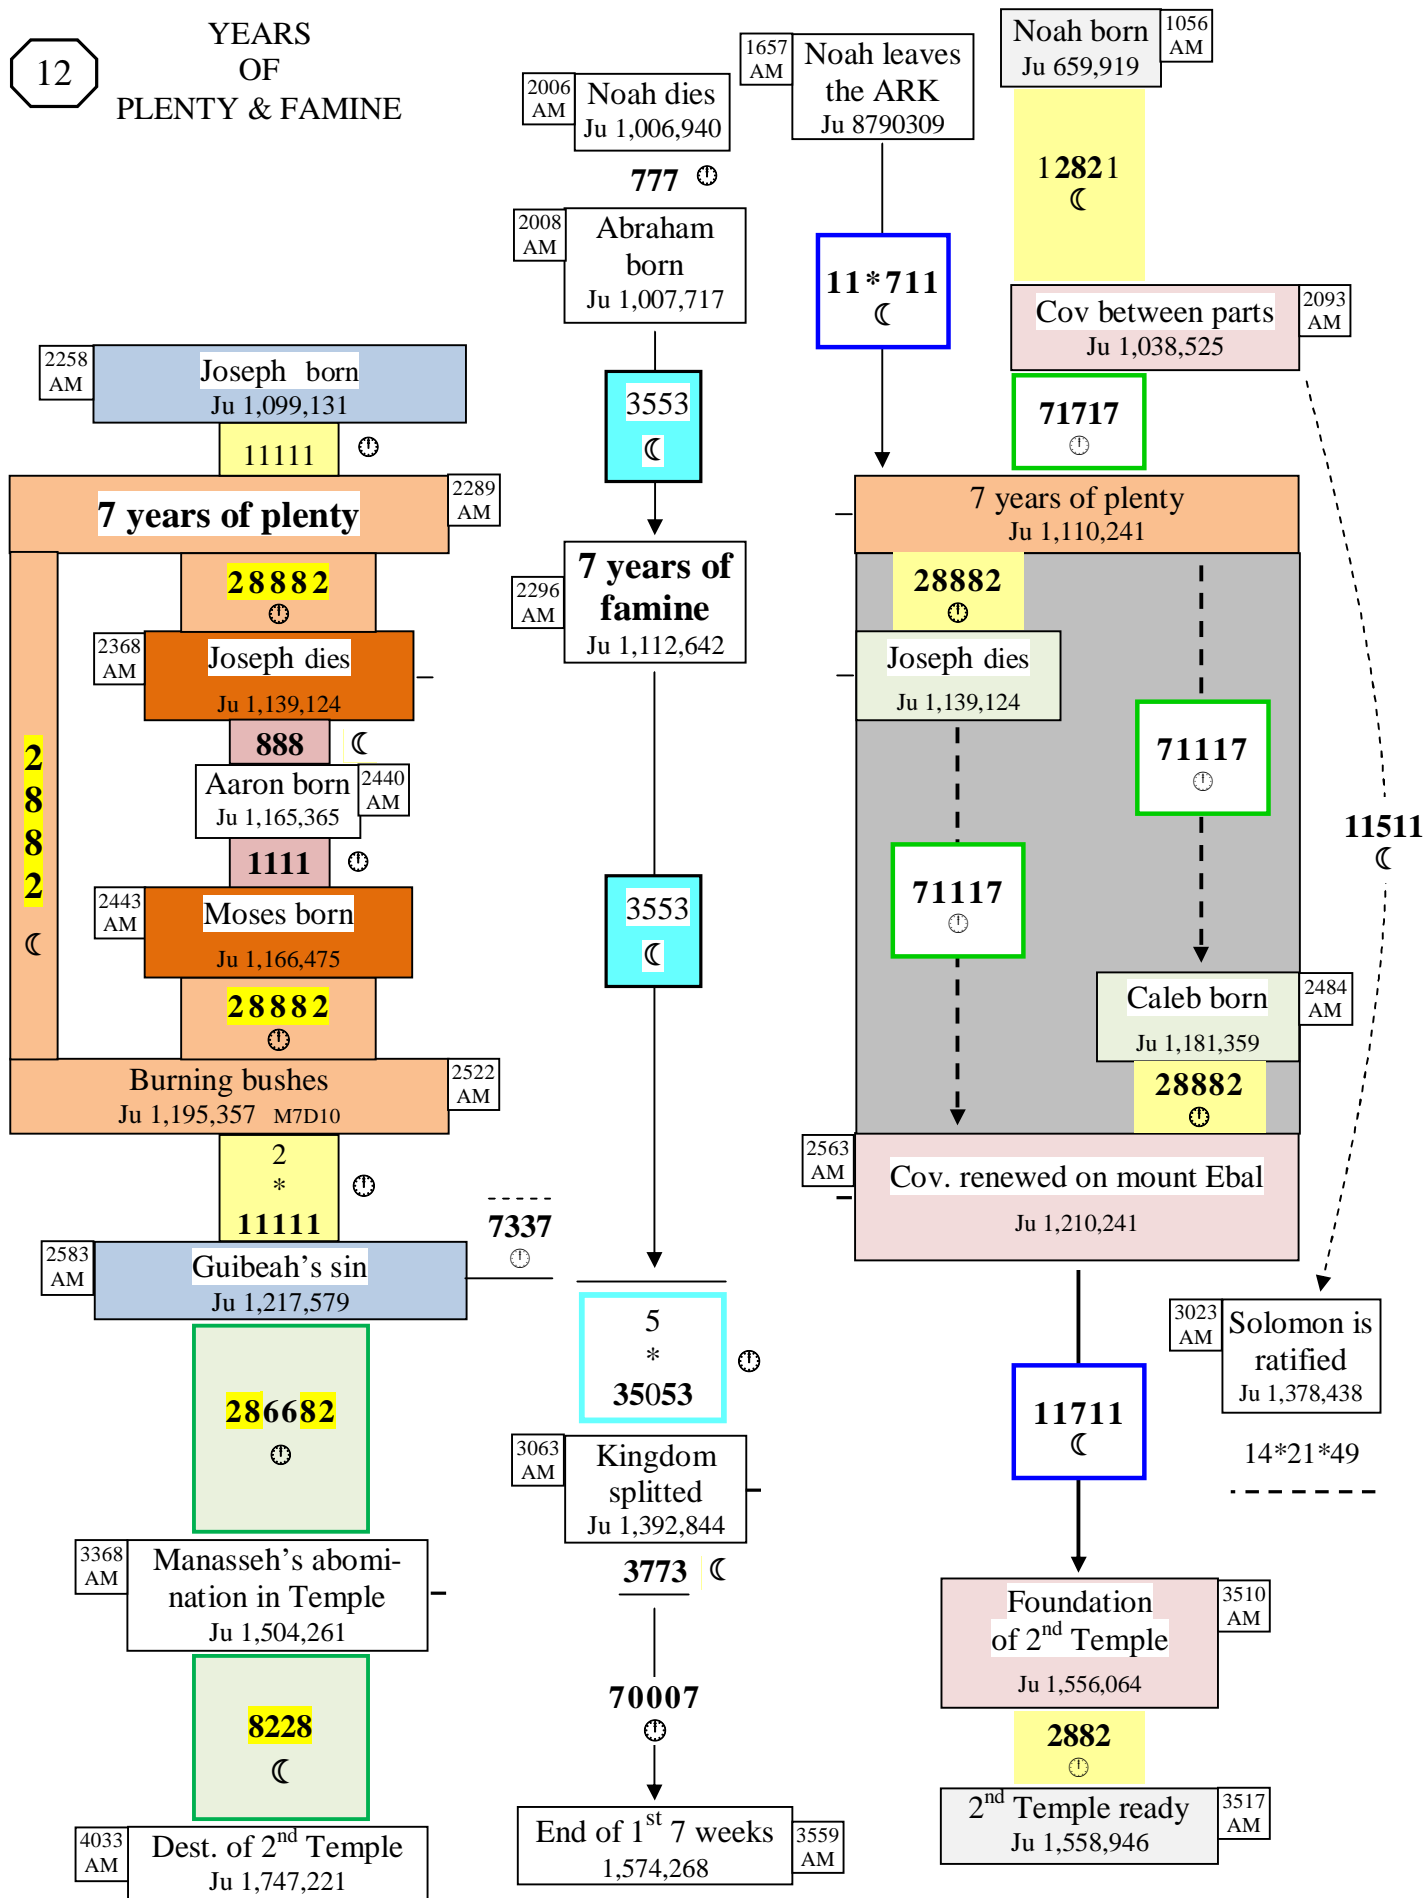 12
YEARS
OF
PLENTY & FAMINE
2258
AM
Joseph born
Ju 1,099,131
11111
2289
AM
7 years of plenty
28882
2368
AM
Joseph dies
Ju 1,139,124
888
Aaron born
Ju 1,165,365
2440
AM
1111
2443
AM
Moses born
Ju 1,166,475
28882
2
8
8
2
Burning bushes
Ju 1,195,357 M7D10
2522
AM
2
*
11111
2583
AM
Guibeah's sin
Ju 1,217,579
7337
286682
3368
AM
Manasseh's abomi-
nation in Temple
Ju 1,504,261
8228
4033
AM
Dest. of 2nd Temple
Ju 1,747,221
2006
AM
Noah dies
Ju 1,006,940
777
2008
AM
Abraham
born
Ju 1,007,717
3553
2296
AM
7 years of
famine
Ju 1,112,642
3553
5
*
35053
3063
AM
Kingdom
splitted
Ju 1,392,844
3773
70007
End of 1st 7 weeks
1,574,268
3559
AM
1657
AM
Noah leaves
the ARK
Ju 8790309
11*711
Noah born
Ju 659,919
1056
AM
12821
Cov between parts
Ju 1,038,525
2093
AM
71717
7 years of plenty
Ju 1,110,241
28882
Joseph dies
Ju 1,139,124
71117
71117
11511
Caleb born
Ju 1,181,359
2484
AM
28882
2563
AM
Cov. renewed on mount Ebal
Ju 1,210,241
3023
AM
Solomon is
ratified
Ju 1,378,438
14*21*49
11711
Foundation
of 2nd Temple
Ju 1,556,064
3510
AM
2882
2nd Temple ready
Ju 1,558,946
3517
AM